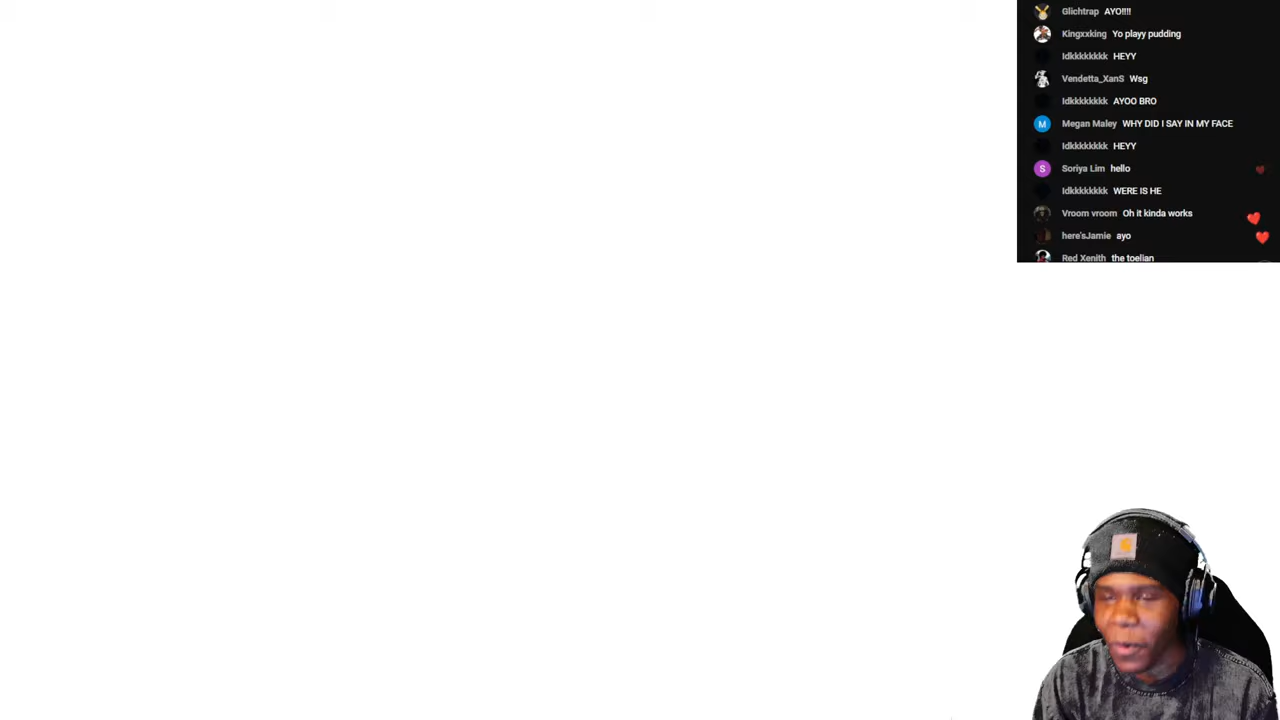 Glichtrap AYO!!!!
Kingxxking Yo playy pudding
Idkkkkkkkk HEYY
Vendetta_XanS Wsg
Idkkkkkkkk AYOO BRO
M Megan Maley WHY DID I SAY IN MY FACE
Idkkkkkkkk HEYY
S Soriya Lim hello
Idkkkkkkkk WERE IS HE
Vroom vroom Oh it kinda works
here'sJamie ayo
Red Xenith the toelian